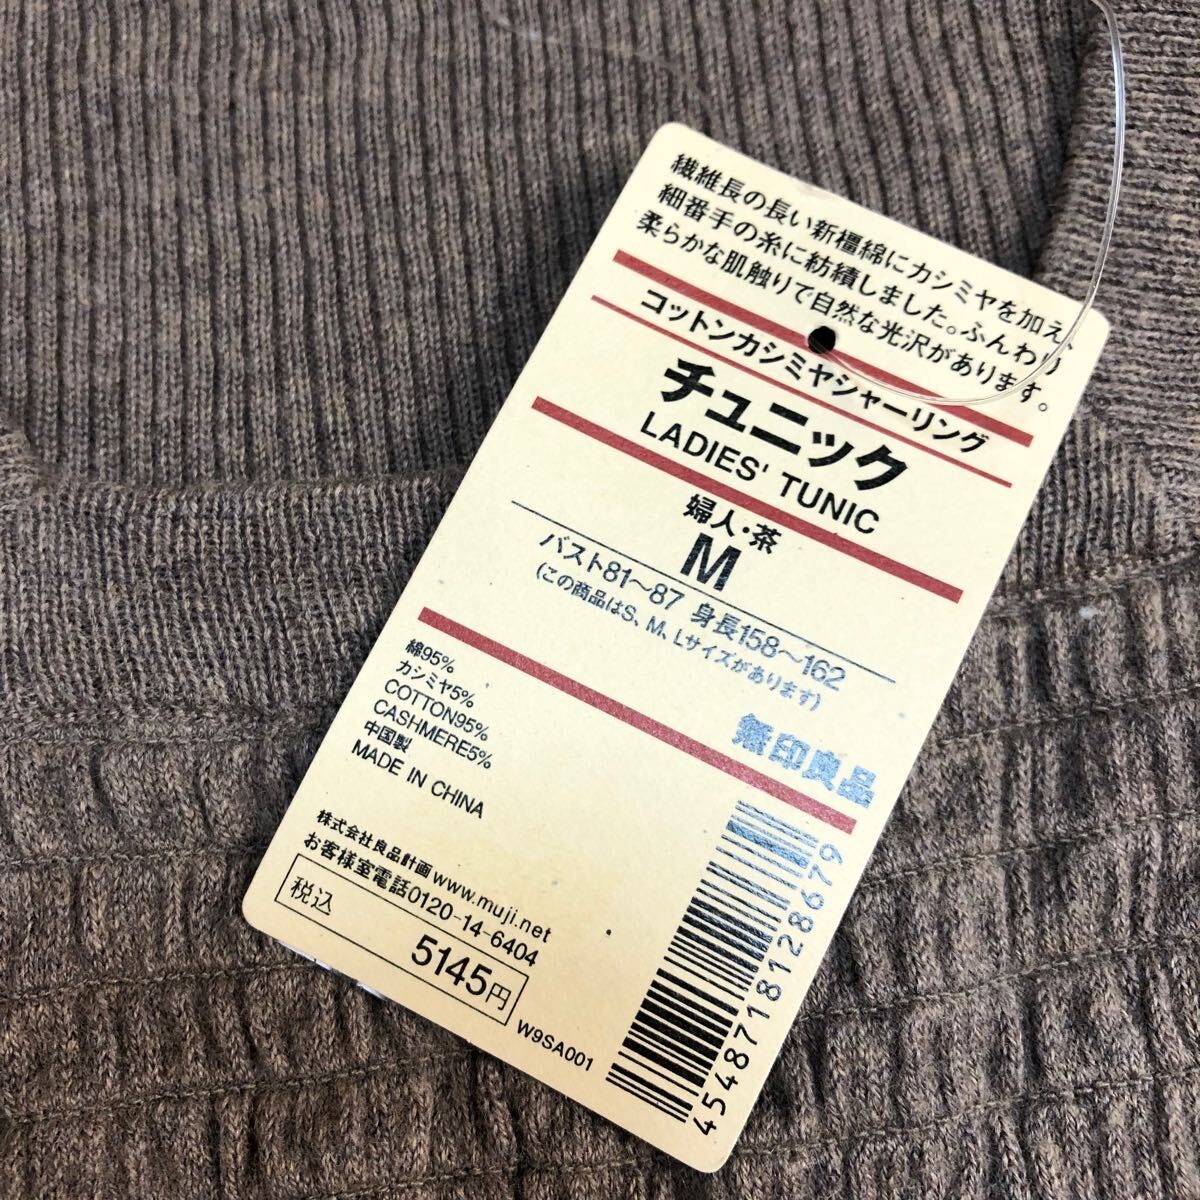 繊維長の長い新橿綿にカシミヤを加え、
細番手の糸に紡績しました。ふんわり
柔らかな肌触りで自然な光沢があります。
コットンカシミヤシャーリング
チュニック
LADIES' TUNIC
婦人・茶
M
バスト81〜87 身長158〜162
(この商品はS、M、Lサイズがあります)
無印良品
綿95%
カシミヤ5%
COTTON95%
CASHMERE5%
中国製
MADE IN CHINA
株式会社良品計画 www.muji.net
お客様室電話0120-14-6404
税込
5145円
W9SA001
4548718128679